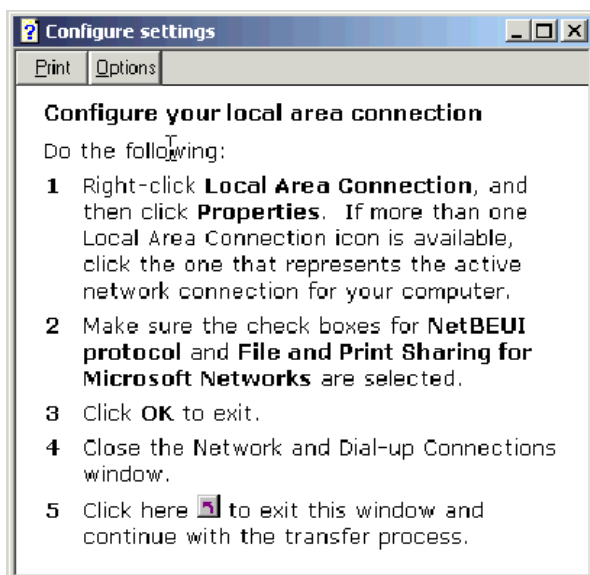 Configure settings
Print Options
Configure your local area connection
Do the following:
1 Right-click Local Area Connection, and
then click Properties. If more than one
Local Area Connection icon is available,
click the one that represents the active
network connection for your computer.
2 Make sure the check boxes for NetBEUI
protocol and File and Print Sharing for
Microsoft Networks are selected.
3 Click OK to exit.
4 Close the Network and Dial-up Connections
window.
5 Click here to exit this window and
continue with the transfer process.